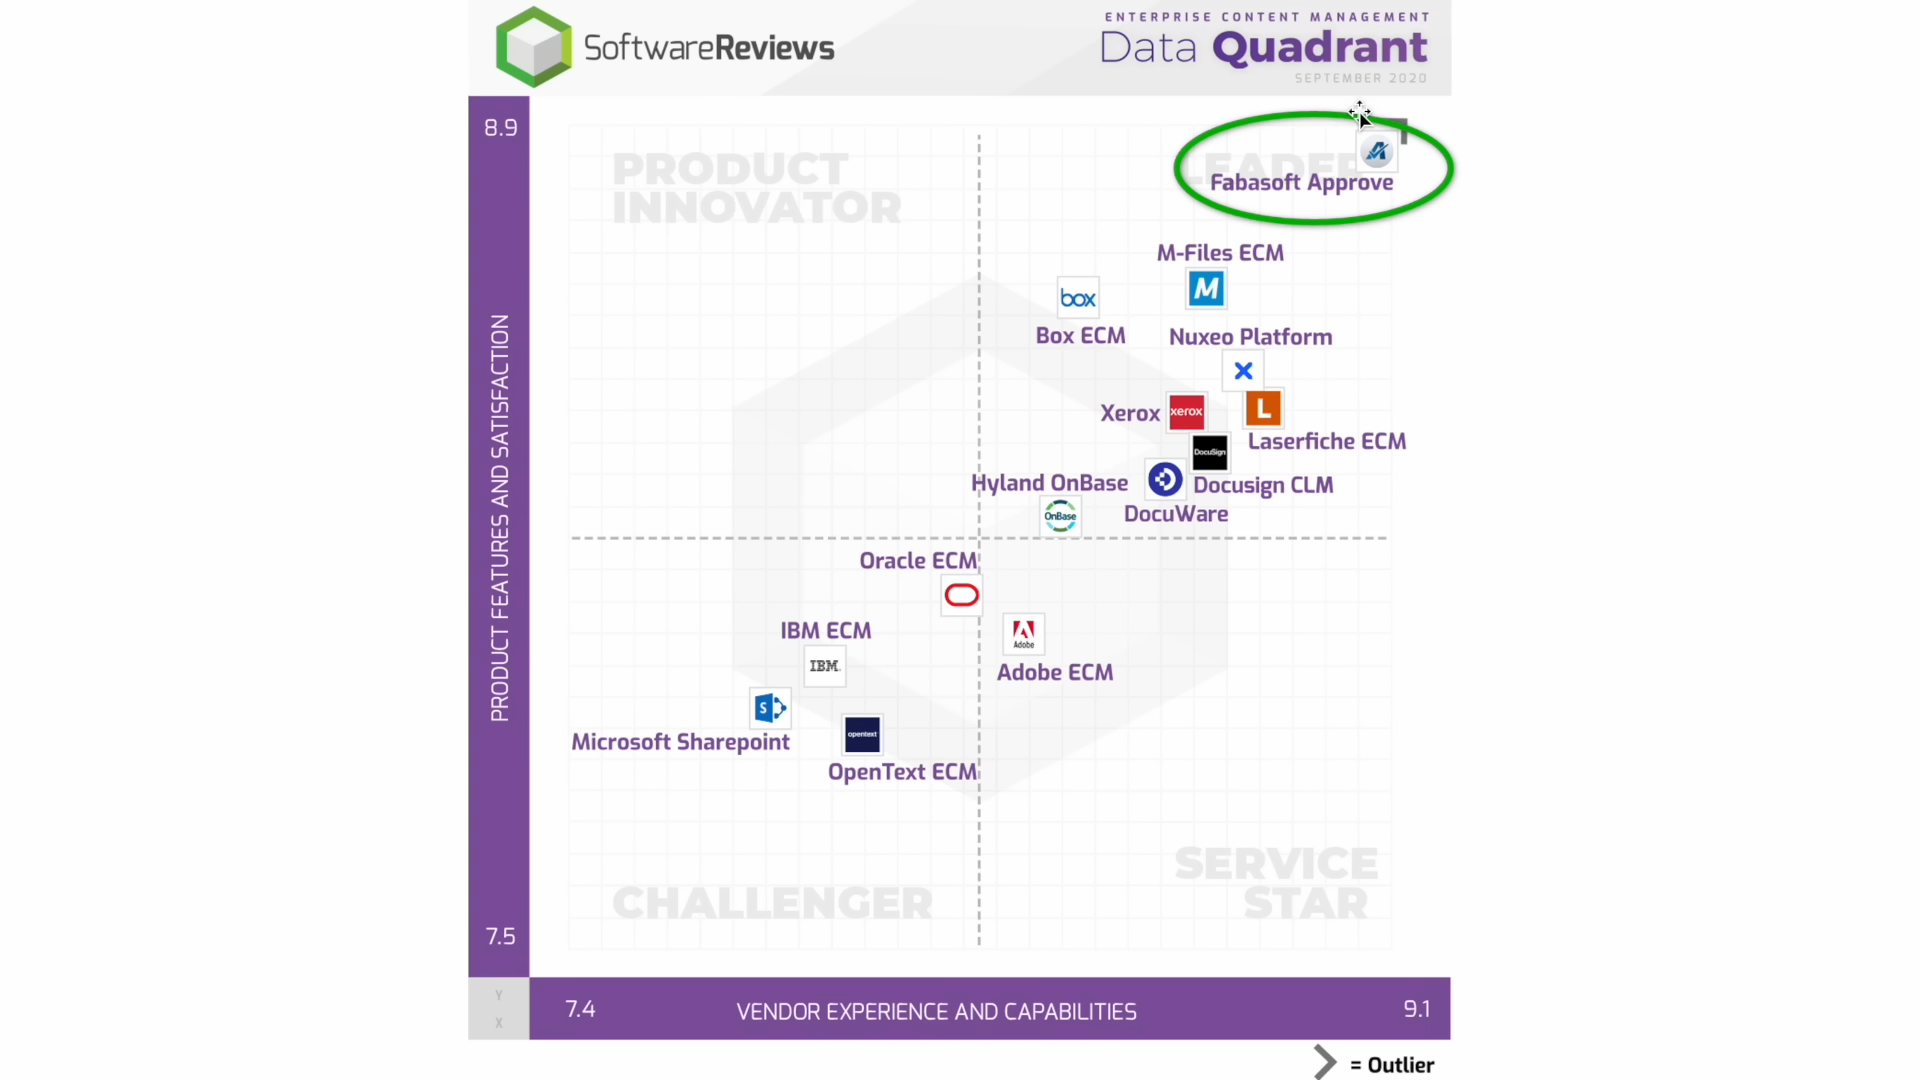 SoftwareReviews
ENTERPRISE CONTENT MANAGEMENT
Data Quadrant
SEPTEMBER 2020
8.9
PRODUCT FEATURES AND SATISFACTION
7.5
PRODUCT
INNOVATOR
LEADER
Fabasoft Approve
M-Files ECM
M
box
Box ECM
Nuxeo Platform
Xerox
xerox
L
Laserfiche ECM
DocuSign
Docusign CLM
Hyland OnBase
DocuWare
OnBase
Oracle ECM
IBM ECM
IBM
Adobe
Adobe ECM
S
Microsoft Sharepoint
opentext
OpenText ECM
SERVICE
STAR
CHALLENGER
Y
X
7.4
VENDOR EXPERIENCE AND CAPABILITIES
9.1
= Outlier